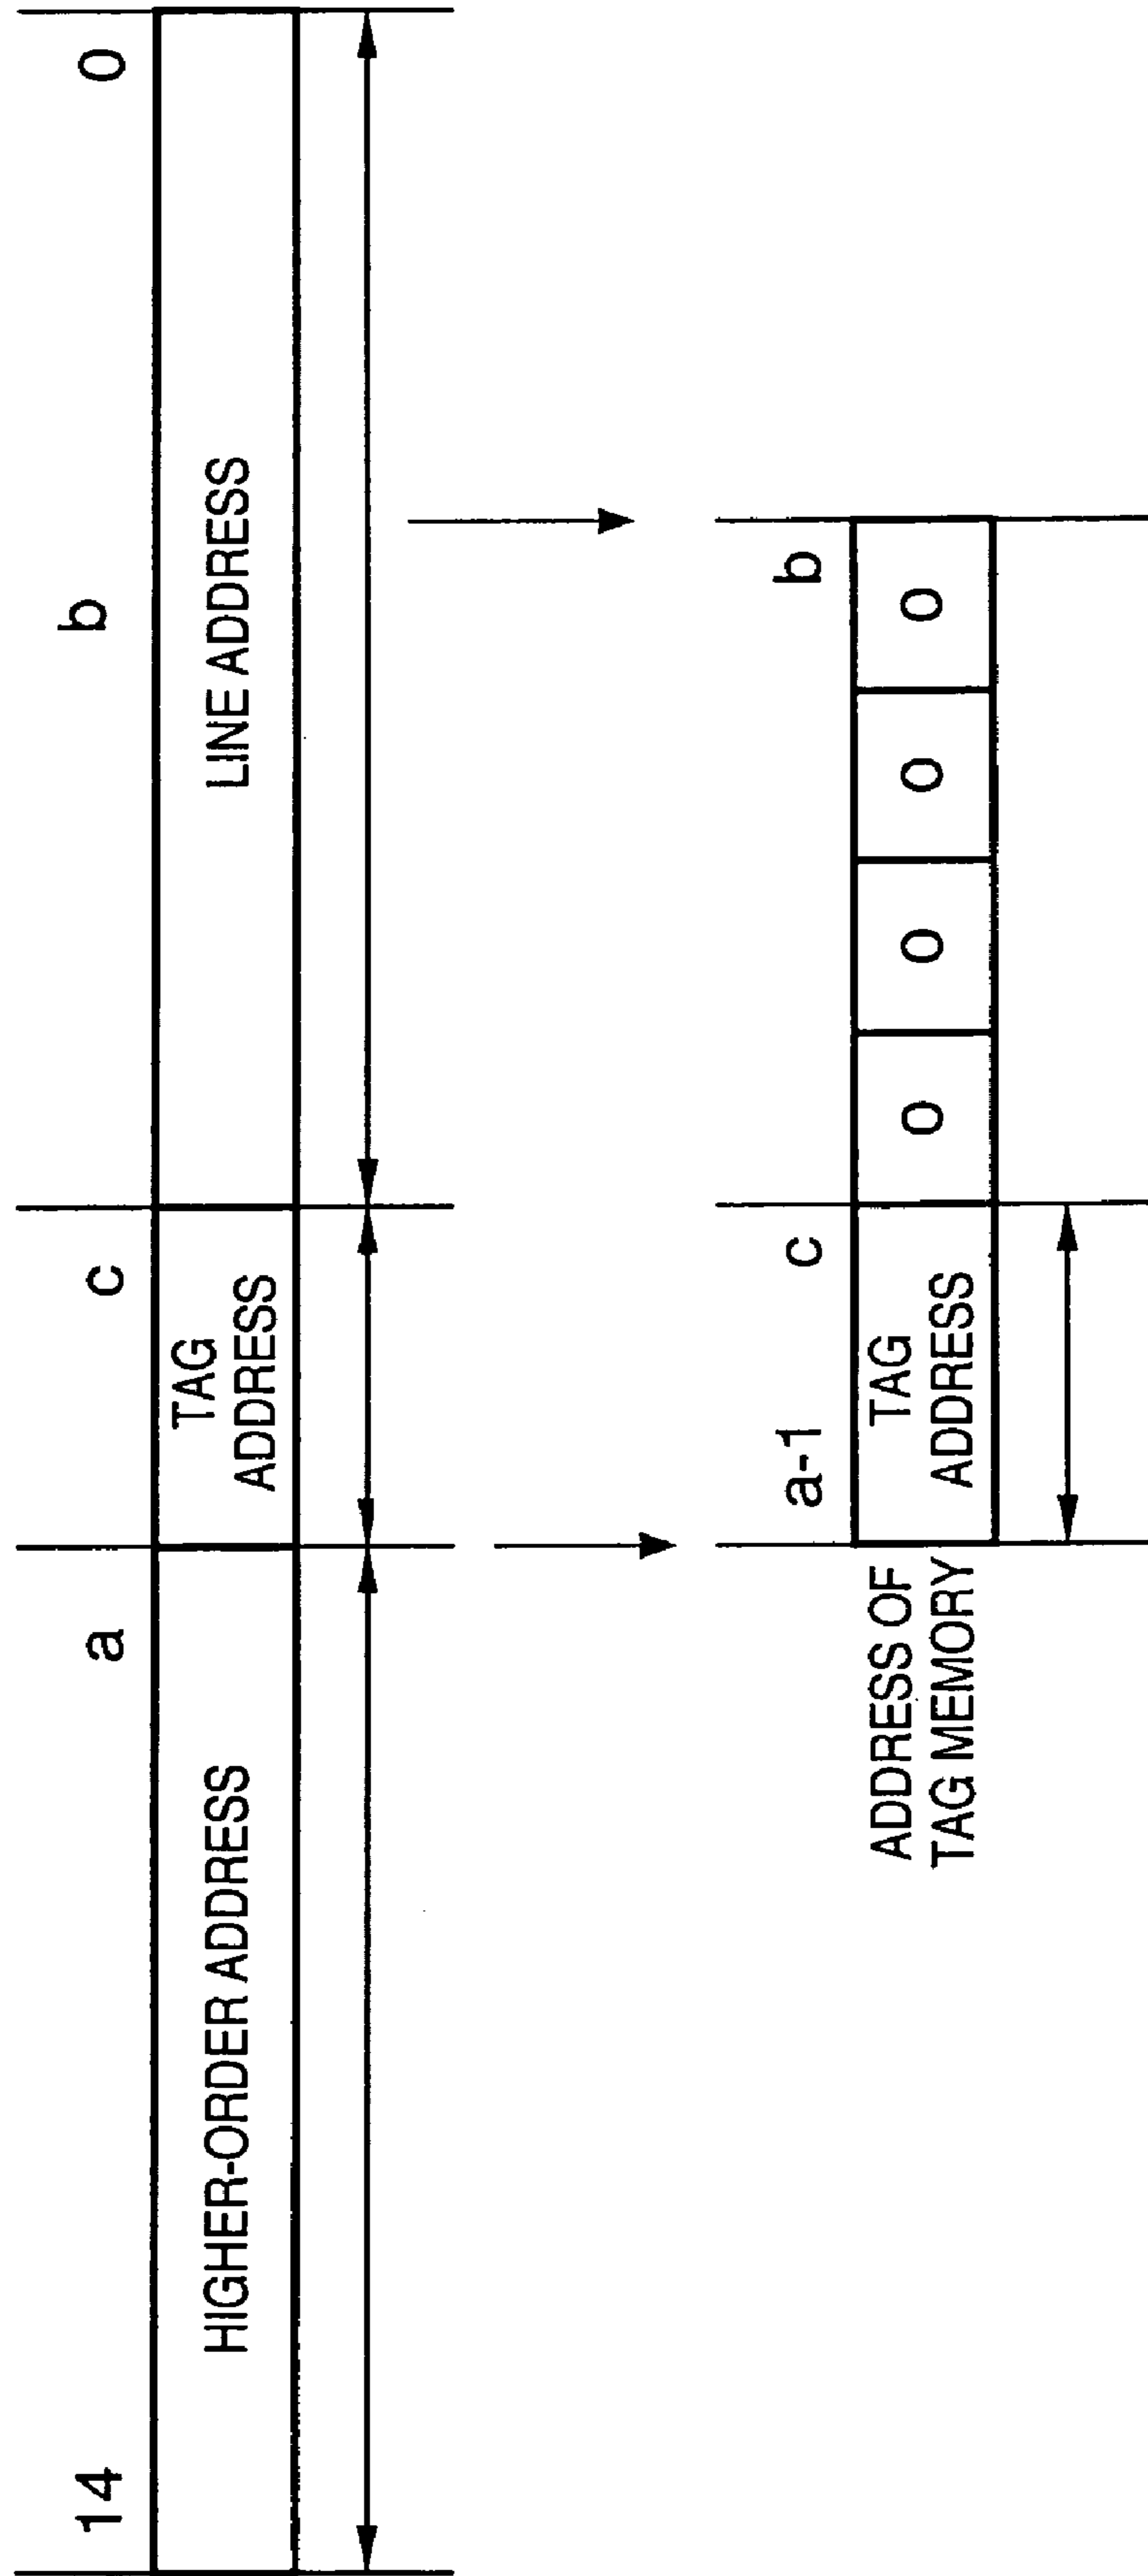 14 a c b 0
HIGHER-ORDER ADDRESS
TAG
ADDRESS
LINE ADDRESS
a-1 c b
ADDRESS OF
TAG MEMORY
TAG
ADDRESS
0 0 0 0